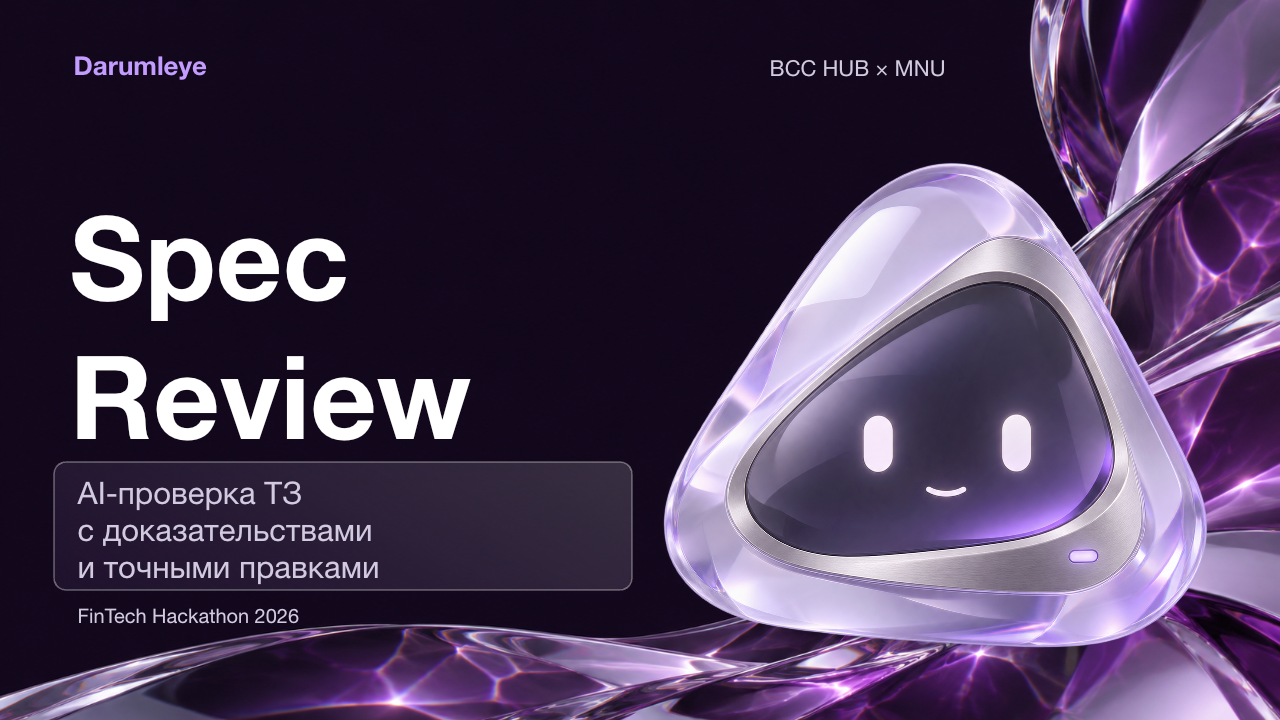 Darumleye
BCC HUB × MNU
Spec
Review
AI-проверка ТЗ
с доказательствами
и точными правками
FinTech Hackathon 2026